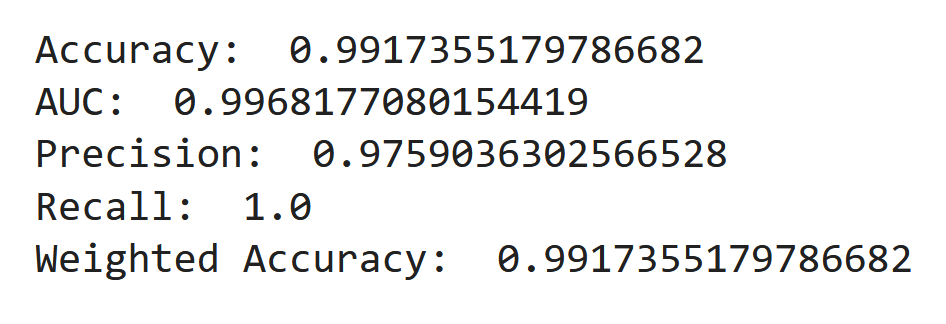 Accuracy:  0.9917355179786682
AUC:  0.9968177080154419
Precision:  0.9759036302566528
Recall:  1.0
Weighted Accuracy:  0.9917355179786682